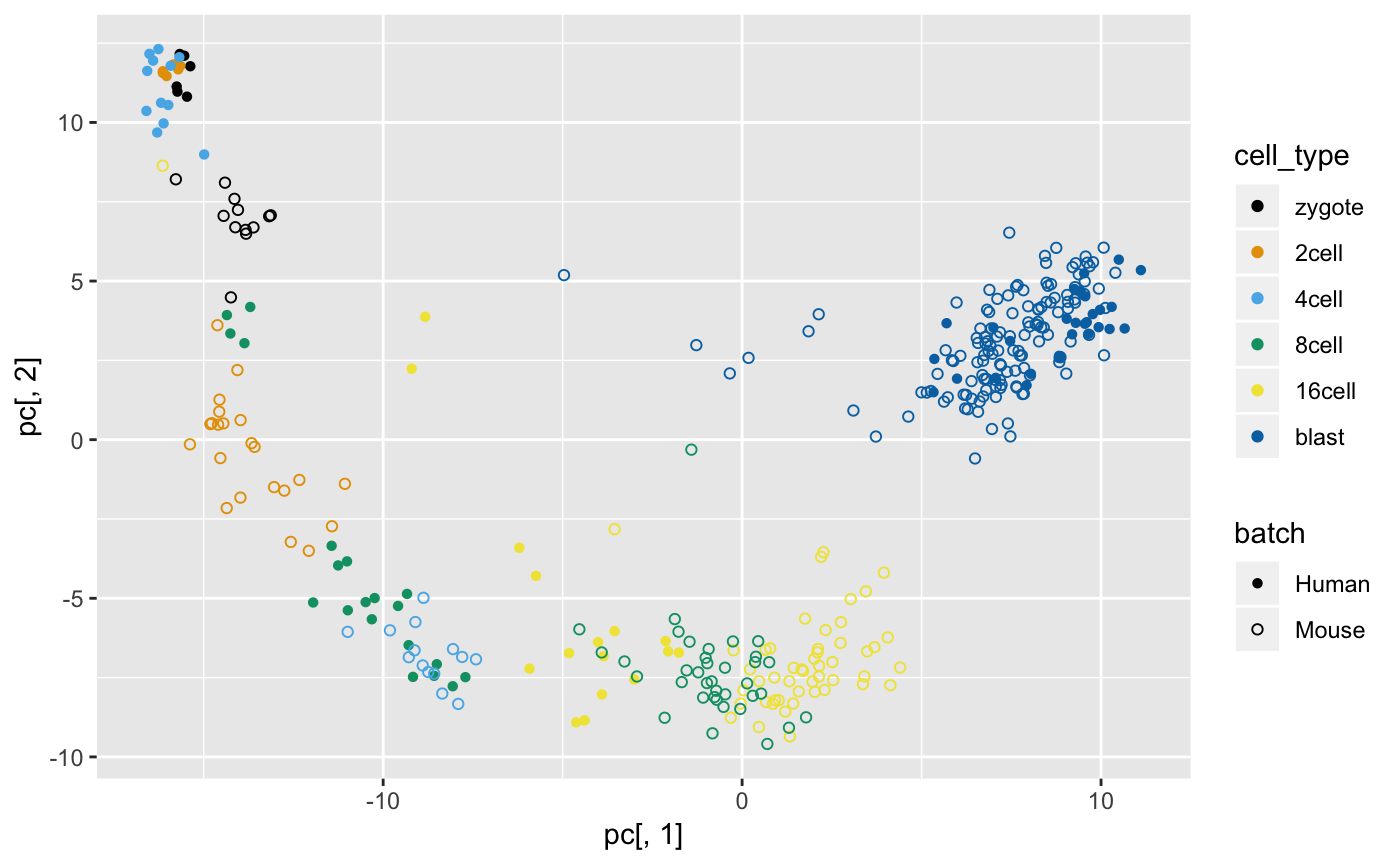 10
5
0
-5
-10
pc[, 2]
-10
0
10
pc[, 1]
cell_type
zygote
2cell
4cell
8cell
16cell
blast
batch
Human
Mouse